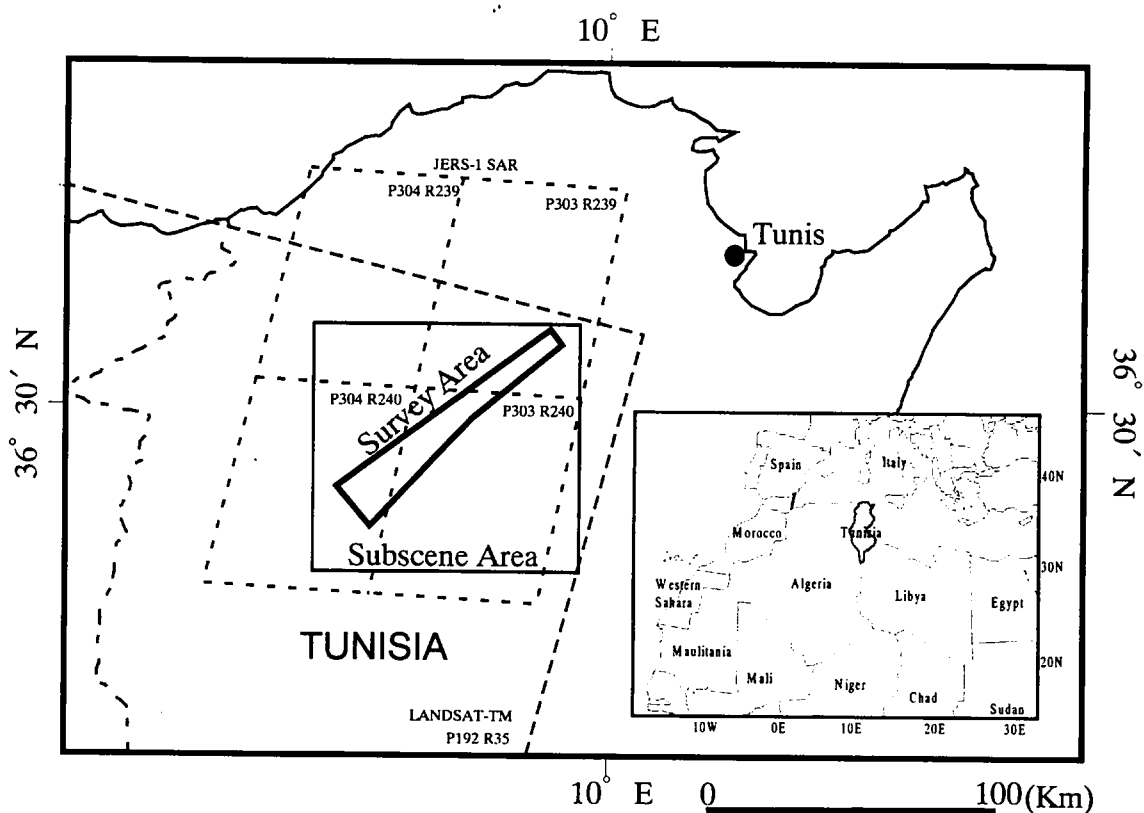 10° E
JERS-1 SAR
P304 R239
P303 R239
Tunis
36° 30′ N
36° 30′ N
Survey Area
P304 R240
P303 R240
Subscene Area
TUNISIA
LANDSAT-TM
P192 R35
Spain
Italy
40N
Morocco
Tunisia
30N
Western
Sakara
Algeria
Libya
Egypt
Maulitania
20N
Mali
Niger
Chad
Sudan
10W
0E
10E
20E
30E
10° E
0
100(Km)